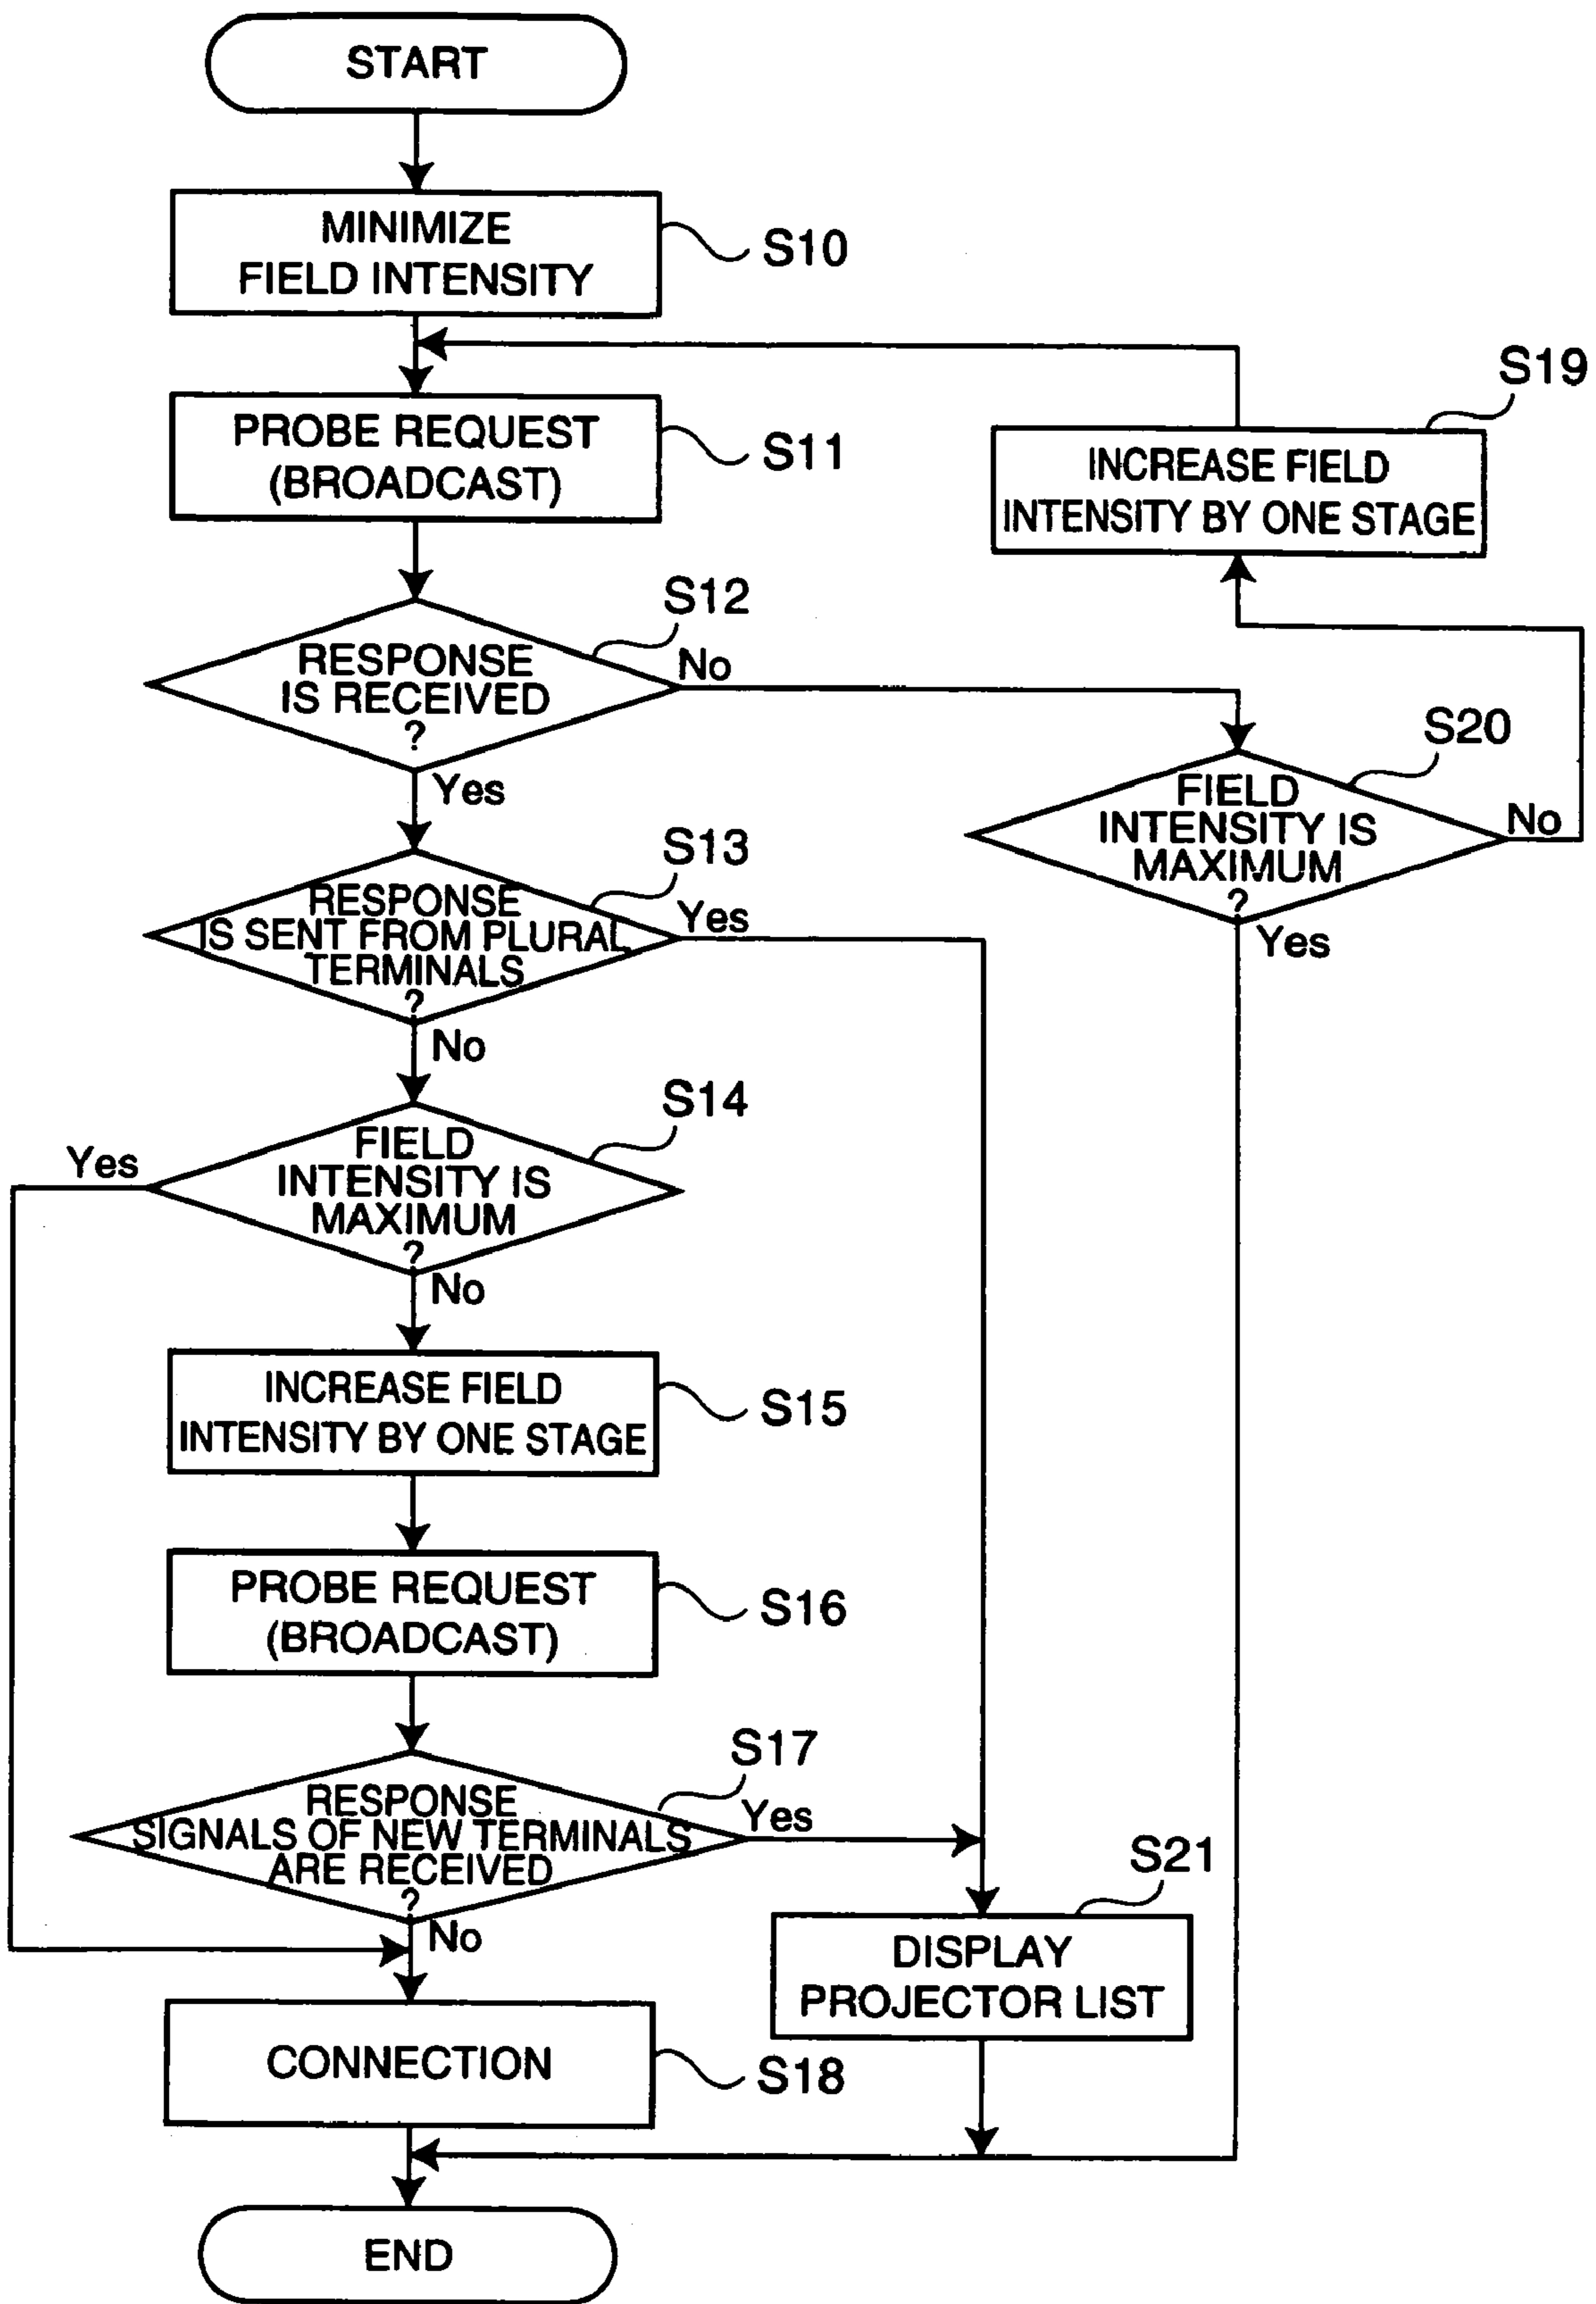 START
MINIMIZE
FIELD INTENSITY
S10
S19
PROBE REQUEST
(BROADCAST)
S11
INCREASE FIELD
INTENSITY BY ONE STAGE
S12
RESPONSE
IS RECEIVED
?
No
Yes
S20
FIELD
INTENSITY IS
MAXIMUM
?
No
Yes
S13
RESPONSE
IS SENT FROM PLURAL
TERMINALS
?
Yes
No
S14
FIELD
INTENSITY IS
MAXIMUM
?
Yes
No
INCREASE FIELD
INTENSITY BY ONE STAGE
S15
PROBE REQUEST
(BROADCAST)
S16
S17
RESPONSE
SIGNALS OF NEW TERMINALS
ARE RECEIVED
?
Yes
No
S21
DISPLAY
PROJECTOR LIST
CONNECTION
S18
END